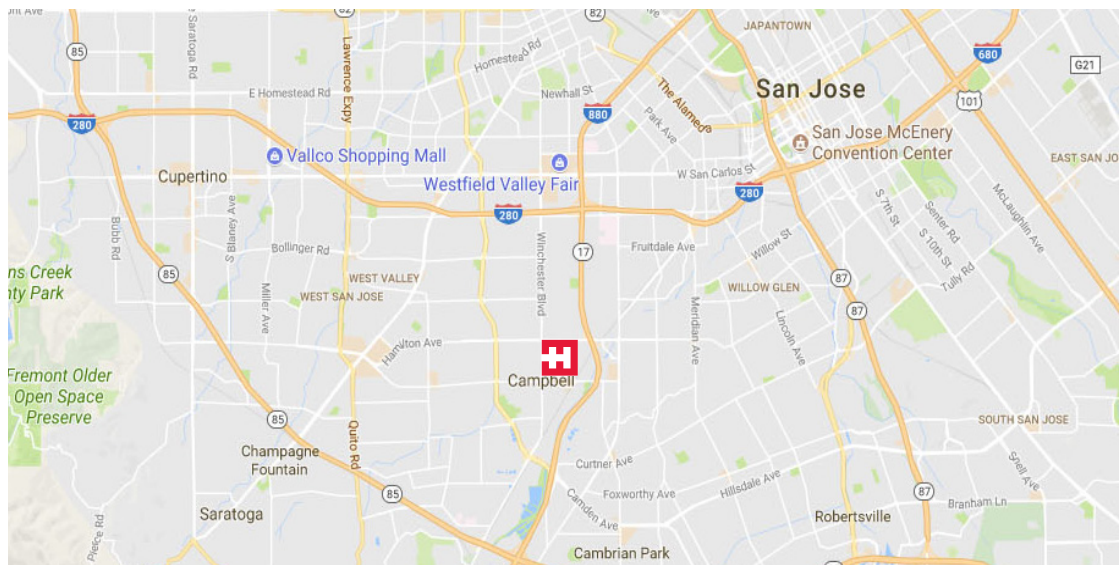 82
82
JAPANTOWN
85
Saratoga Rd
Lawrence Expy
Homestead Rd
680
G21
E Homestead Rd
Newhall St
The Alameda
San Jose
101
280
880
Park Ave
San Jose McEnery
Convention Center
Vallco Shopping Mall
EAST SAN JO
Cupertino
Westfield Valley Fair
W San Carlos St
280
280
S 7th St
Senter Rd
McLaughlin Ave
S Blaney Ave
Bubb Rd
Winchester Blvd
S 10th St
Bollinger Rd
17
Fruitdale Ave
Willow St
Tully Rd
85
ns Creek
nty Park
WEST VALLEY
WEST SAN JOSE
87
WILLOW GLEN
Miller Ave
Meridian Ave
Lincoln Ave
87
Hamilton Ave
H
Campbell
Fremont Older
Open Space
Preserve
85
SOUTH SAN JOSE
Quito Rd
Champagne
Fountain
Curtner Ave
Snell Ave
85
Foxworthy Ave
Hillsdale Ave
87
Branham Ln
Saratoga
Camden Ave
Robertsville
Pierce Rd
Cambrian Park